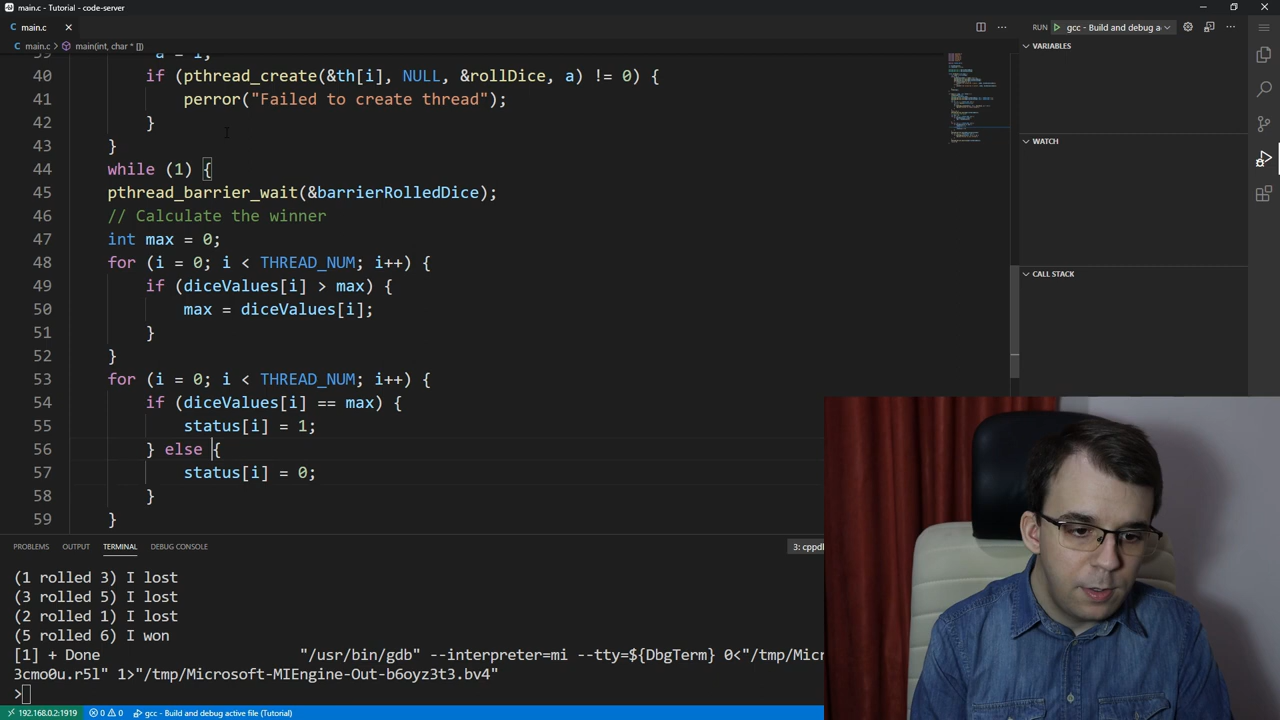 main.c - Tutorial - code-server
main.c
RUN gcc - Build and debug a
main.c > main(int, char * [])
VARIABLES
39 a = i;
40 if (pthread_create(&th[i], NULL, &rollDice, a) != 0) {
41 perror("Failed to create thread");
42 }
43 }
44 while (1) {
45 pthread_barrier_wait(&barrierRolledDice);
46 // Calculate the winner
47 int max = 0;
48 for (i = 0; i < THREAD_NUM; i++) {
49 if (diceValues[i] > max) {
50 max = diceValues[i];
51 }
52 }
53 for (i = 0; i < THREAD_NUM; i++) {
54 if (diceValues[i] == max) {
55 status[i] = 1;
56 } else {
57 status[i] = 0;
58 }
59 }
WATCH
CALL STACK
PROBLEMS OUTPUT TERMINAL DEBUG CONSOLE
3: cppdb
(1 rolled 3) I lost
(3 rolled 5) I lost
(2 rolled 1) I lost
(5 rolled 6) I won
[1] + Done "/usr/bin/gdb" --interpreter=mi --tty=${DbgTerm} 0<"/tmp/Micr
3cmo0u.r5l" 1>"/tmp/Microsoft-MIEngine-Out-b6oyz3t3.bv4"
>
192.168.0.2:1919 0 0 gcc - Build and debug active file (Tutorial)